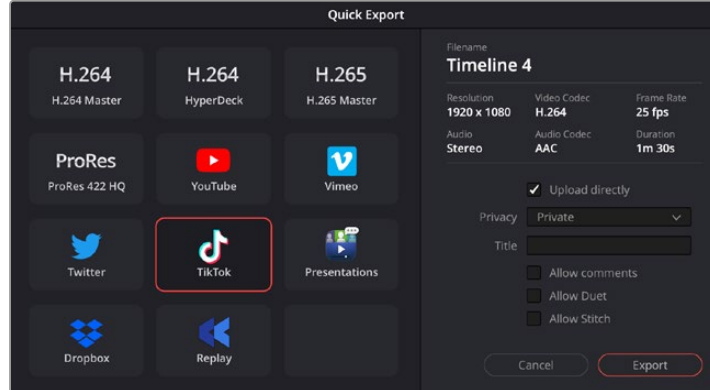 Quick Export
H.264
H.264 Master
H.264
HyperDeck
H.265
H.265 Master
ProRes
ProRes 422 HQ
YouTube
Vimeo
Twitter
TikTok
Presentations
Dropbox
Replay
Filename
Timeline 4
Resolution
1920 x 1080
Video Codec
H.264
Frame Rate
25 fps
Audio
Stereo
Audio Codec
AAC
Duration
1m 30s
Upload directly
Privacy Private
Title
Allow comments
Allow Duet
Allow Stitch
Cancel
Export